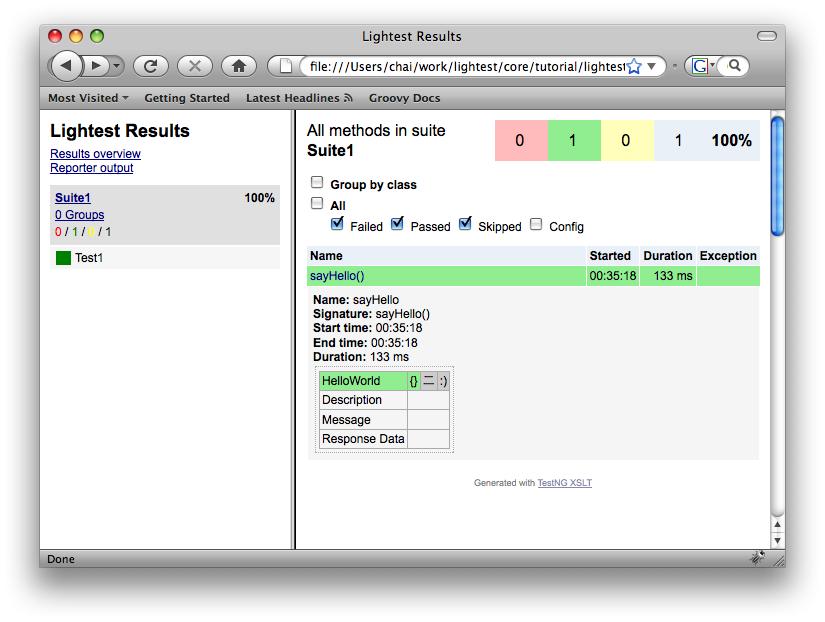 Lightest Results
file:///Users/chai/work/lightest/core/tutorial/lightest
G
Most Visited Getting Started Latest Headlines Groovy Docs
Lightest Results
Results overview
Reporter output
Suite1 100%
0 Groups
0 / 1 / 0 / 1
Test1
All methods in suite
Suite1
0 1 0 1 100%
Group by class
All
Failed Passed Skipped Config
Name Started Duration Exception
sayHello() 00:35:18 133 ms
Name: sayHello
Signature: sayHello()
Start time: 00:35:18
End time: 00:35:18
Duration: 133 ms
HelloWorld {} 二 :)
Description
Message
Response Data
Generated with TestNG XSLT
Done